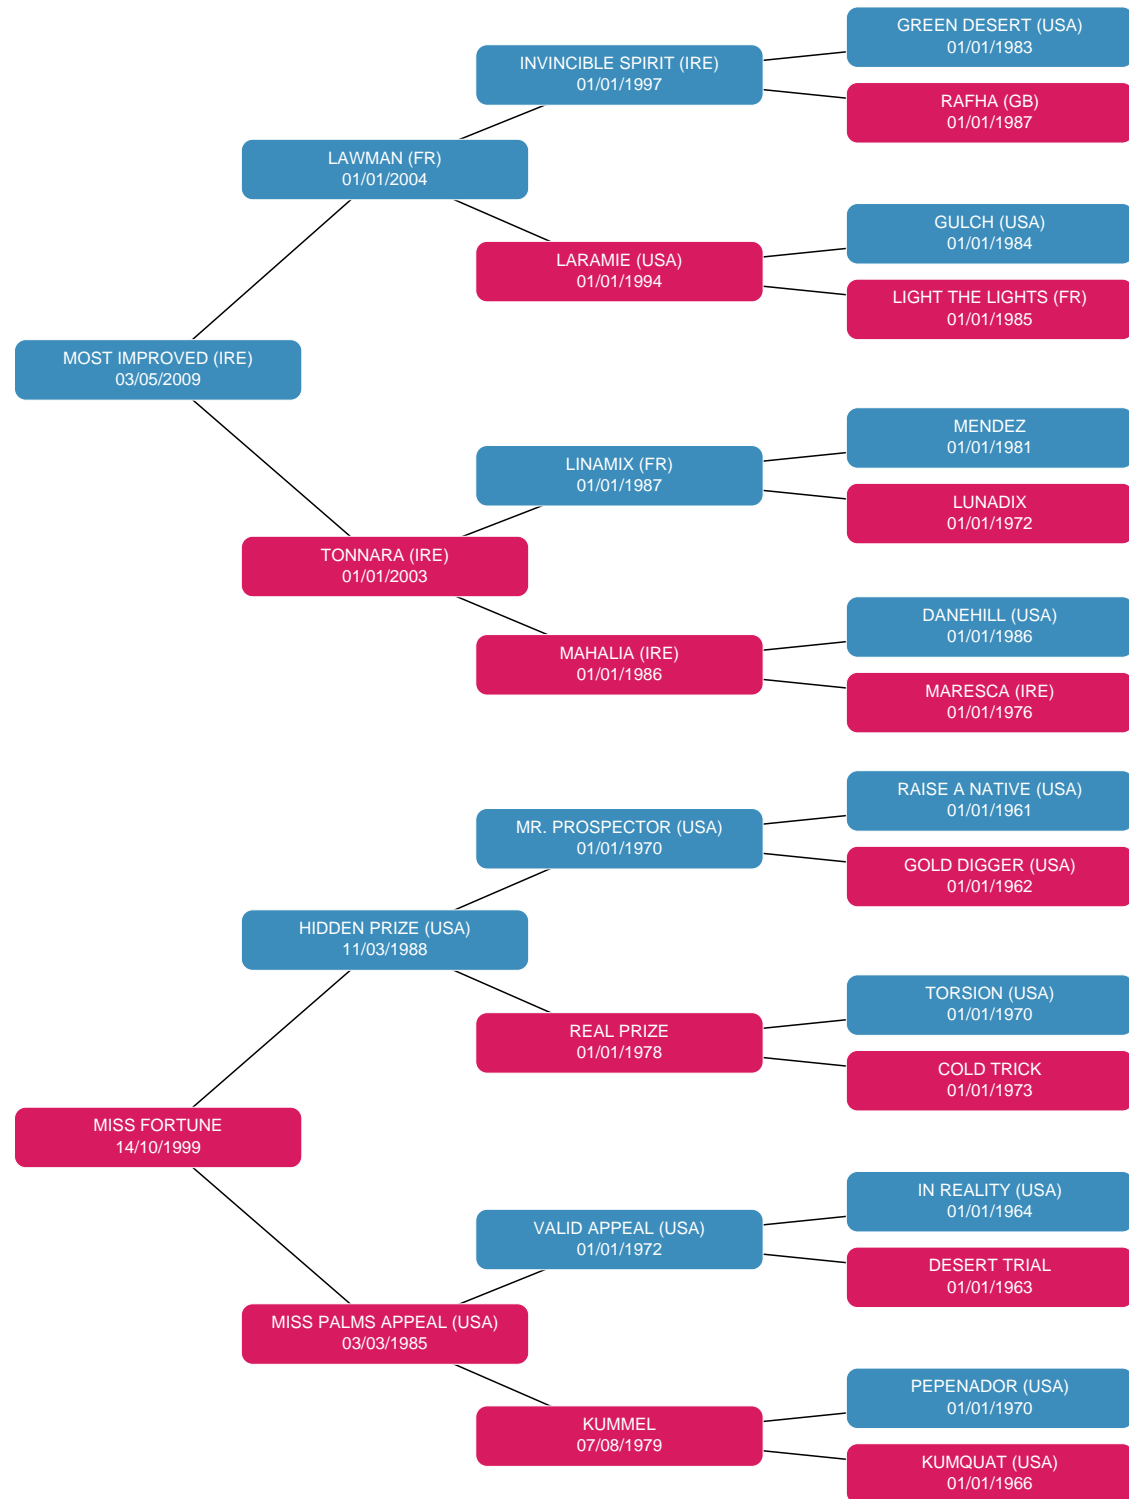 GREEN DESERT (USA)
01/01/1983
INVINCIBLE SPIRIT (IRE)
01/01/1997
RAFHA (GB)
01/01/1987
LAWMAN (FR)
01/01/2004
GULCH (USA)
01/01/1984
LARAMIE (USA)
01/01/1994
LIGHT THE LIGHTS (FR)
01/01/1985
MOST IMPROVED (IRE)
03/05/2009
MENDEZ
01/01/1981
LINAMIX (FR)
01/01/1987
LUNADIX
01/01/1972
TONNARA (IRE)
01/01/2003
DANEHILL (USA)
01/01/1986
MAHALIA (IRE)
01/01/1986
MARESCA (IRE)
01/01/1976
RAISE A NATIVE (USA)
01/01/1961
MR. PROSPECTOR (USA)
01/01/1970
GOLD DIGGER (USA)
01/01/1962
HIDDEN PRIZE (USA)
11/03/1988
TORSION (USA)
01/01/1970
REAL PRIZE
01/01/1978
COLD TRICK
01/01/1973
MISS FORTUNE
14/10/1999
IN REALITY (USA)
01/01/1964
VALID APPEAL (USA)
01/01/1972
DESERT TRIAL
01/01/1963
MISS PALMS APPEAL (USA)
03/03/1985
PEPENADOR (USA)
01/01/1970
KUMMEL
07/08/1979
KUMQUAT (USA)
01/01/1966